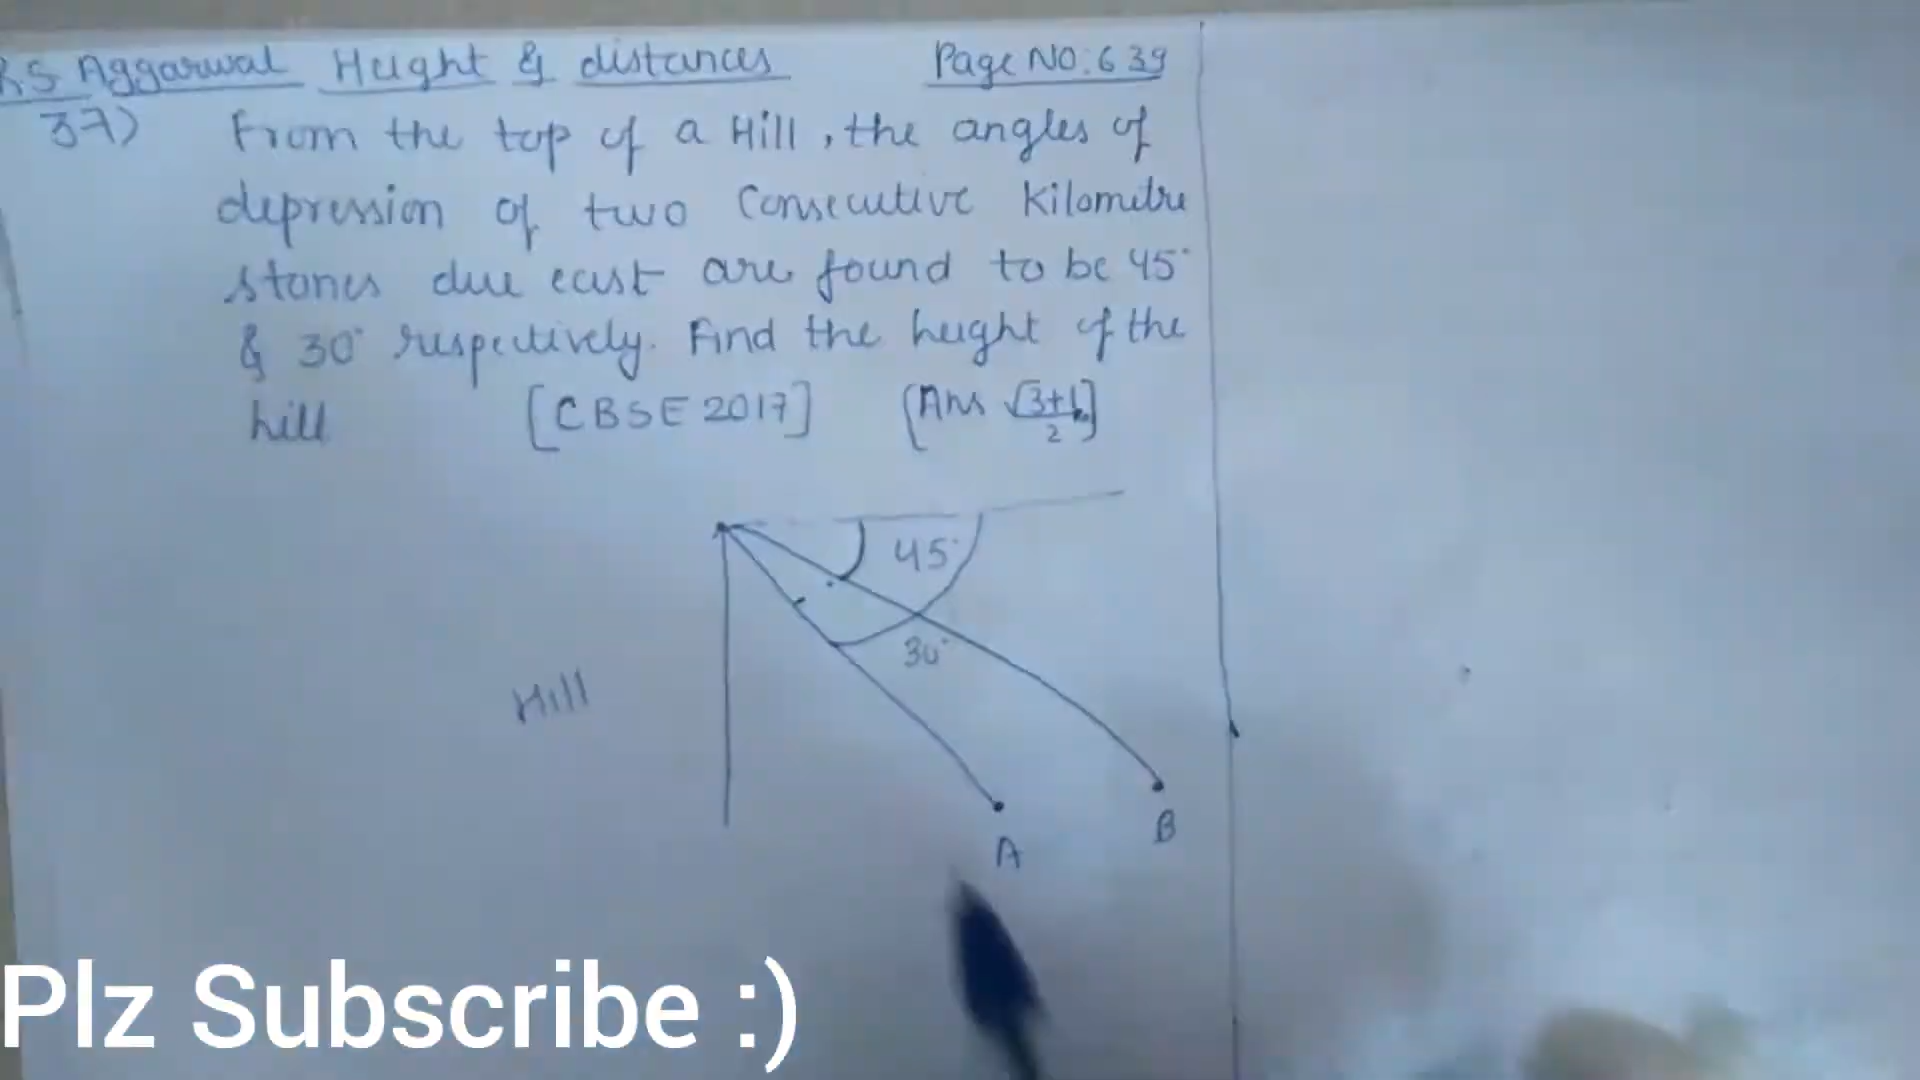 RS Aggarwal Height & distances Page No: 639
37) From the top of a Hill, the angles of
depression of two Consecutive Kilometre
stones due east are found to be 45°
& 30° respectively. Find the height of the
hill [CBSE 2017] [Ans √3+1/2]
45°
30°
Hill
B
A
Plz Subscribe :)